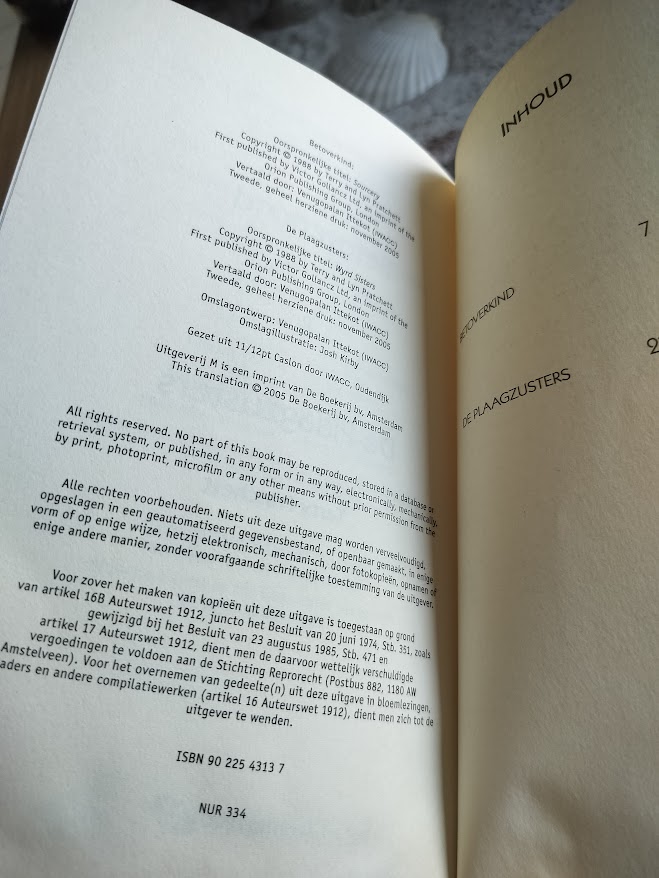 Betoverkind:
Oorspronkelijke titel: Sourcery
Copyright © 1988 by Terry and Lyn Pratchett
First published by Victor Gollancz Ltd, an imprint of the
Orion Publishing Group, London
Vertaald door: Venugopalan Ittekot (IWACC)
Tweede, geheel herziene druk: november 2005
De Plaagzusters:
Oorspronkelijke titel: Wyrd Sisters
Copyright © 1988 by Terry and Lyn Pratchett
First published by Victor Gollancz Ltd, an imprint of the
Orion Publishing Group, London
Vertaald door: Venugopalan Ittekot (IWACC)
Tweede, geheel herziene druk: november 2005
Omslagontwerp: Venugopalan Ittekot (IWACC)
Omslagillustratie: Josh Kirby
Gezet uit 11/12pt Caslon door IWACC, Oudendijk
Uitgeverij M is een imprint van De Boekerij bv, Amsterdam
This translation © 2005 De Boekerij bv, Amsterdam
All rights reserved. No part of this book may be reproduced, stored in a database or
retrieval system, or published, in any form or in any way, electronically, mechanically,
by print, photoprint, microfilm or any other means without prior permission from the
publisher.
Alle rechten voorbehouden. Niets uit deze uitgave mag worden verveelvoudigd,
opgeslagen in een geautomatiseerd gegevensbestand, of openbaar gemaakt, in enige
vorm of op enige wijze, hetzij elektronisch, mechanisch, door fotokopieën, opnamen of
enige andere manier, zonder voorafgaande schriftelijke toestemming van de uitgever.
Voor zover het maken van kopieën uit deze uitgave is toegestaan op grond
van artikel 16B Auteurswet 1912, juncto het Besluit van 20 juni 1974, Stb. 351, zoals
gewijzigd bij het Besluit van 23 augustus 1985, Stb. 471 en
artikel 17 Auteurswet 1912, dient men de daarvoor wettelijk verschuldigde
vergoedingen te voldoen aan de Stichting Reprorecht (Postbus 882, 1180 AW
Amstelveen). Voor het overnemen van gedeelte(n) uit deze uitgave in bloemlezingen,
aders en andere compilatiewerken (artikel 16 Auteurswet 1912), dient men zich tot de
uitgever te wenden.
ISBN 90 225 4313 7
NUR 334
INHOUD
BETOVERKIND 7
DE PLAAGZUSTERS 2